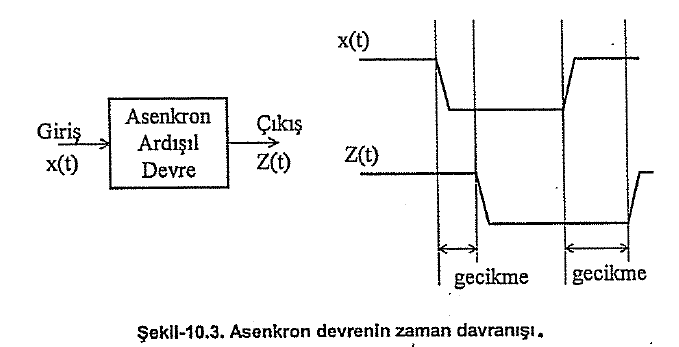 Giriş
x(t)
Asenkron
Ardışıl
Devre
Çıkış
Z(t)
x(t)
Z(t)
gecikme
gecikme
Şekil-10.3. Asenkron devrenin zaman davranışı.